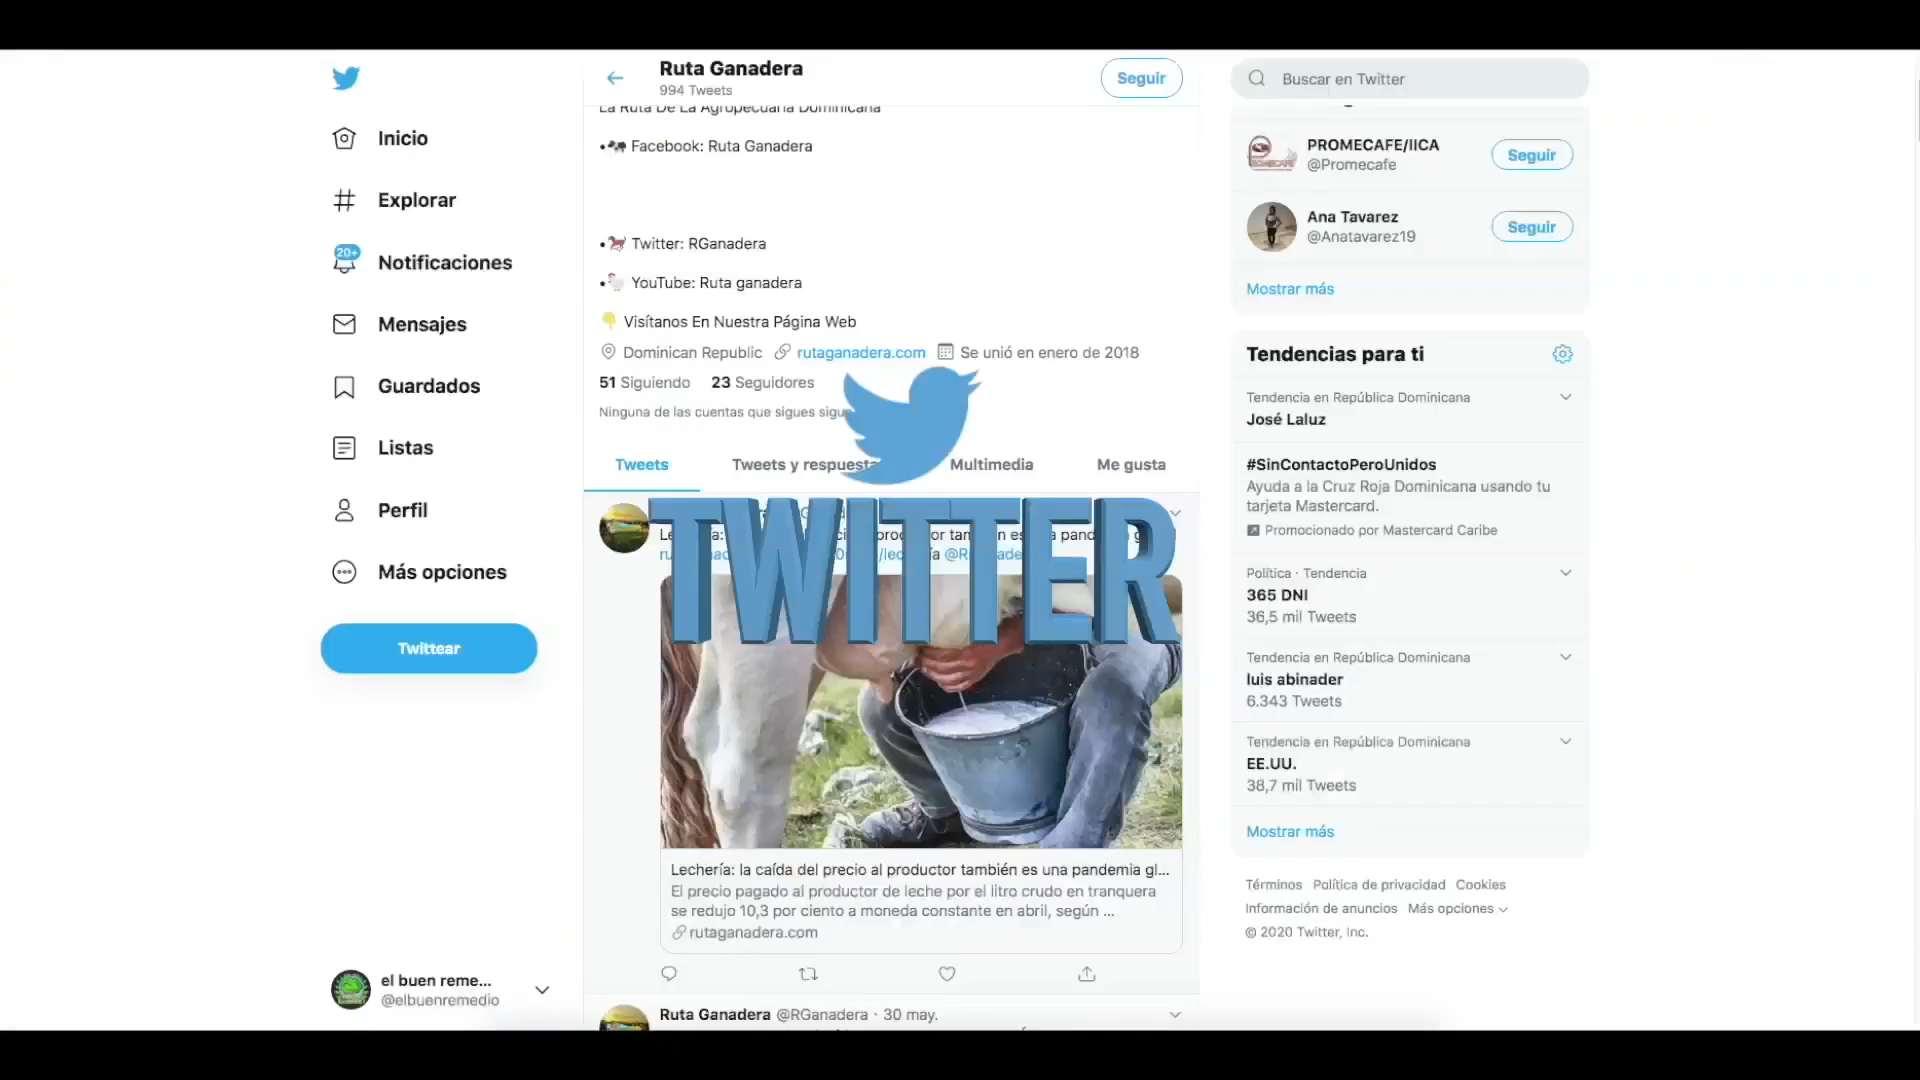 Inicio
Explorar
20+
Notificaciones
Mensajes
Guardados
Listas
Perfil
Más opciones
Twittear
el buen reme...
@elbuenremedio
Ruta Ganadera
994 Tweets
Seguir
La Ruta De La Agropecuaria Dominicana
• Facebook: Ruta Ganadera
• Twitter: RGanadera
• YouTube: Ruta ganadera
Visítanos En Nuestra Página Web
Dominican Republic rutaganadera.com Se unió en enero de 2018
51 Siguiendo 23 Seguidores
Ninguna de las cuentas que sigues
Tweets Tweets y respuesta Multimedia Me gusta
TWITTER
Lechería: la caída del precio al productor también es una pandemia gl...
El precio pagado al productor de leche por el litro crudo en tranquera
se redujo 10,3 por ciento a moneda constante en abril, según ...
rutaganadera.com
Ruta Ganadera @RGanadera · 30 may.
Buscar en Twitter
PROMECAFE/IICA
@Promecafe
Seguir
Ana Tavarez
@Anatavarez19
Seguir
Mostrar más
Tendencias para ti
Tendencia en República Dominicana
José Laluz
#SinContactoPeroUnidos
Ayuda a la Cruz Roja Dominicana usando tu
tarjeta Mastercard.
Promocionado por Mastercard Caribe
Política · Tendencia
365 DNI
36,5 mil Tweets
Tendencia en República Dominicana
luis abinader
6.343 Tweets
Tendencia en República Dominicana
EE.UU.
38,7 mil Tweets
Mostrar más
Términos Política de privacidad Cookies
Información de anuncios Más opciones
© 2020 Twitter, Inc.